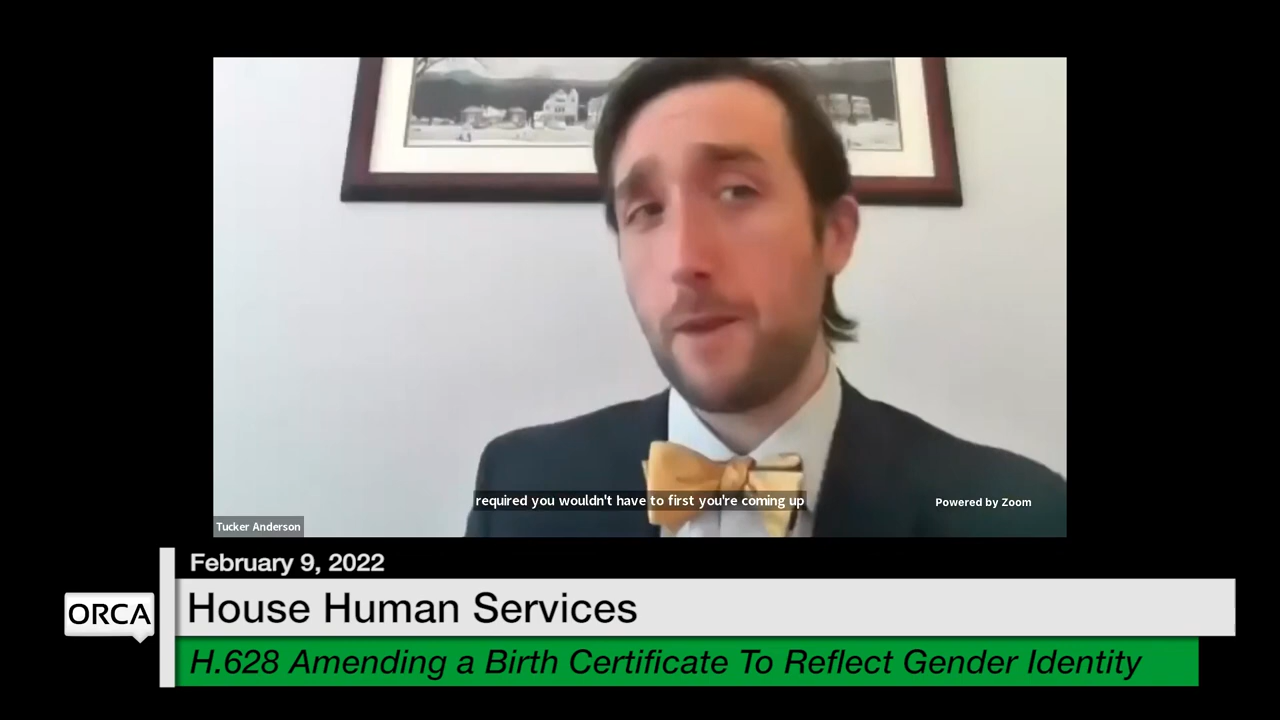 required you wouldn't have to first you're coming up
Powered by Zoom
Tucker Anderson
February 9, 2022
ORCA
House Human Services
H.628 Amending a Birth Certificate To Reflect Gender Identity